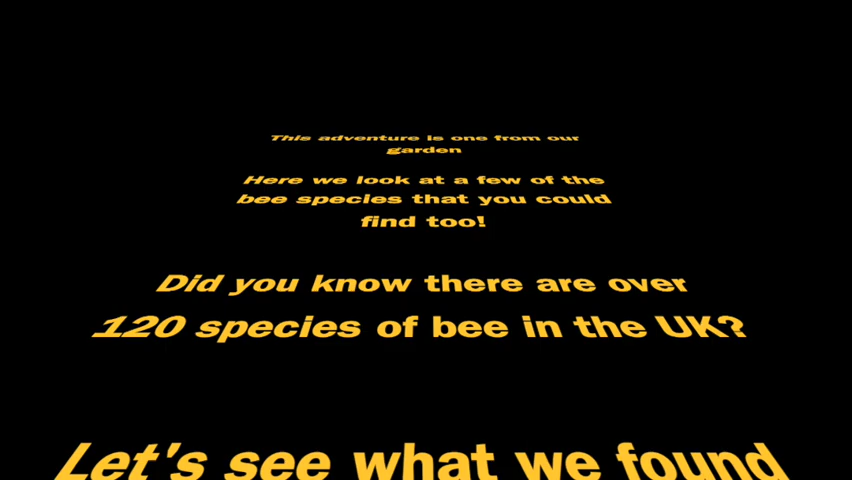 This adventure is one from our
garden
Here we look at a few of the
bee species that you could
find too!
Did you know there are over
120 species of bee in the UK?
Let's see what we found